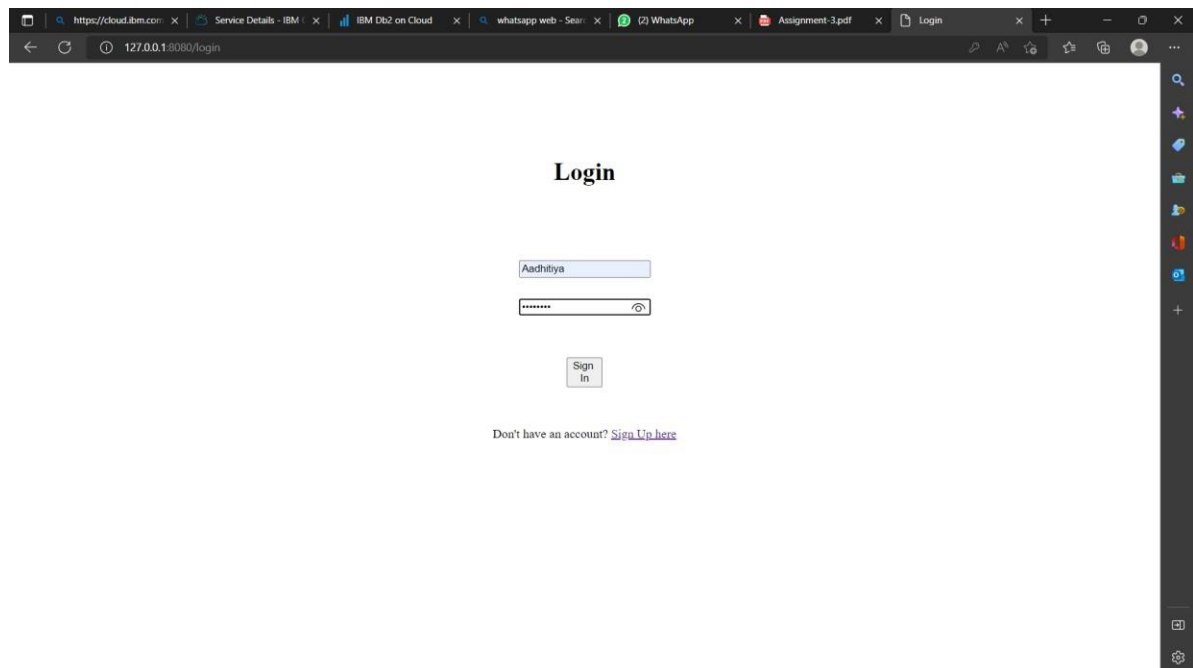 https://cloud.ibm.com
Service Details - IBM
IBM Db2 on Cloud
whatsapp web - Sear
(2) WhatsApp
Assignment-3.pdf
Login
127.0.0.1:8080/login
Login
Aadhitiya
••••••••
Sign
In
Don't have an account? Sign Up here